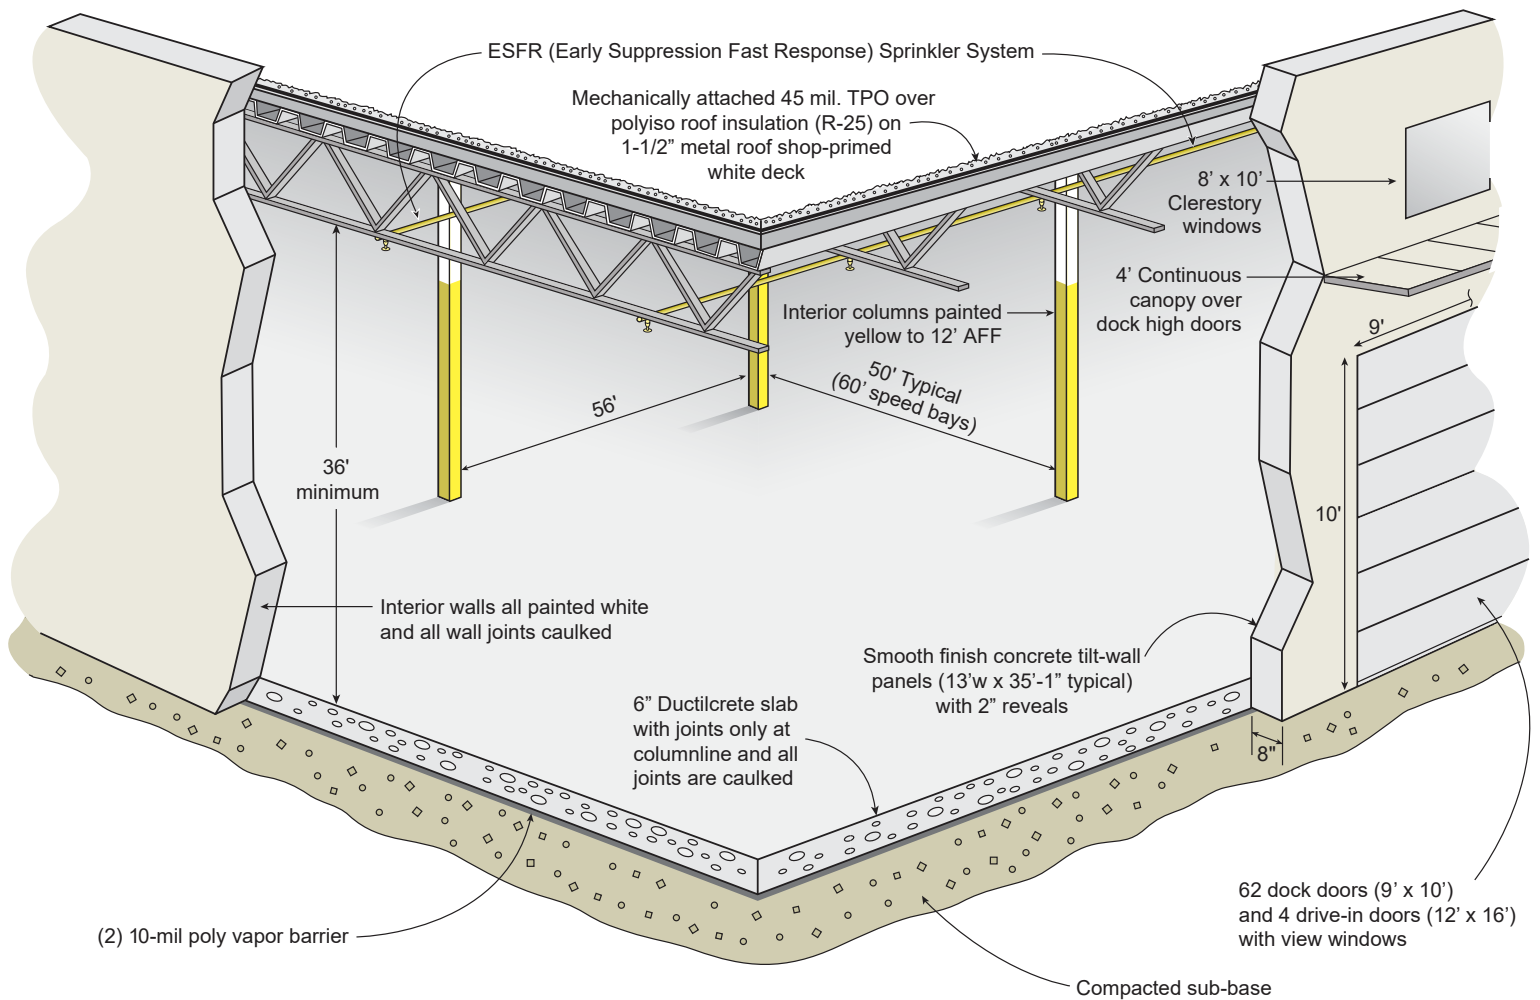 ESFR (Early Suppression Fast Response) Sprinkler System
Mechanically attached 45 mil. TPO over
polyiso roof insulation (R-25) on
1-1/2” metal roof shop-primed
white deck
8’ x 10’
Clerestory
windows
4’ Continuous
canopy over
dock high doors
Interior columns painted
yellow to 12’ AFF
9'
50' Typical
(60’ speed bays)
56'
36'
minimum
10'
Interior walls all painted white
and all wall joints caulked
Smooth finish concrete tilt-wall
panels (13’w x 35’-1” typical)
with 2” reveals
6” Ductilcrete slab
with joints only at
columnline and all
joints are caulked
8"
62 dock doors (9’ x 10’)
and 4 drive-in doors (12’ x 16’)
with view windows
(2) 10-mil poly vapor barrier
Compacted sub-base